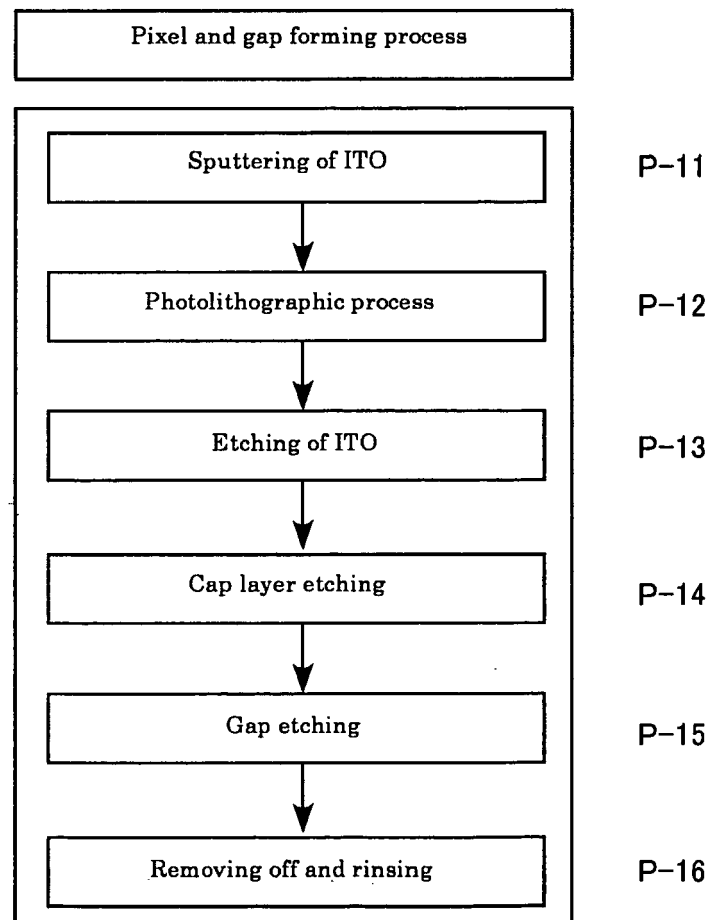 Pixel and gap forming process
Sputtering of ITO P-11
Photolithographic process P-12
Etching of ITO P-13
Cap layer etching P-14
Gap etching P-15
Removing off and rinsing P-16